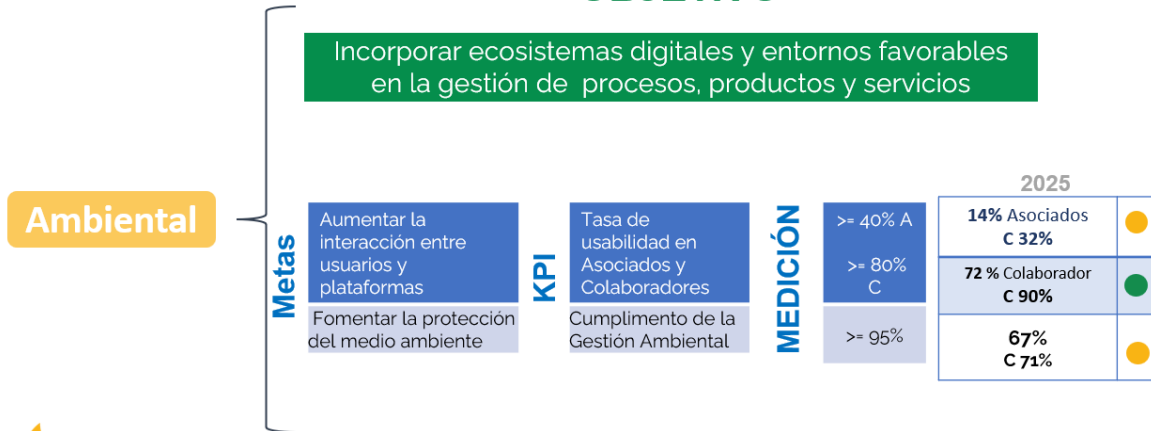 Incorporar ecosistemas digitales y entornos favorables
en la gestión de procesos, productos y servicios
Ambiental
Metas
Aumentar la
interacción entre
usuarios y
plataformas
Fomentar la protección
del medio ambiente
KPI
Tasa de
usabilidad en
Asociados y
Colaboradores
Cumplimento de la
Gestión Ambiental
MEDICIÓN
>= 40% A
>= 80%
C
>= 95%
2025
14% Asociados
C 32%
72 % Colaborador
C 90%
67%
C 71%